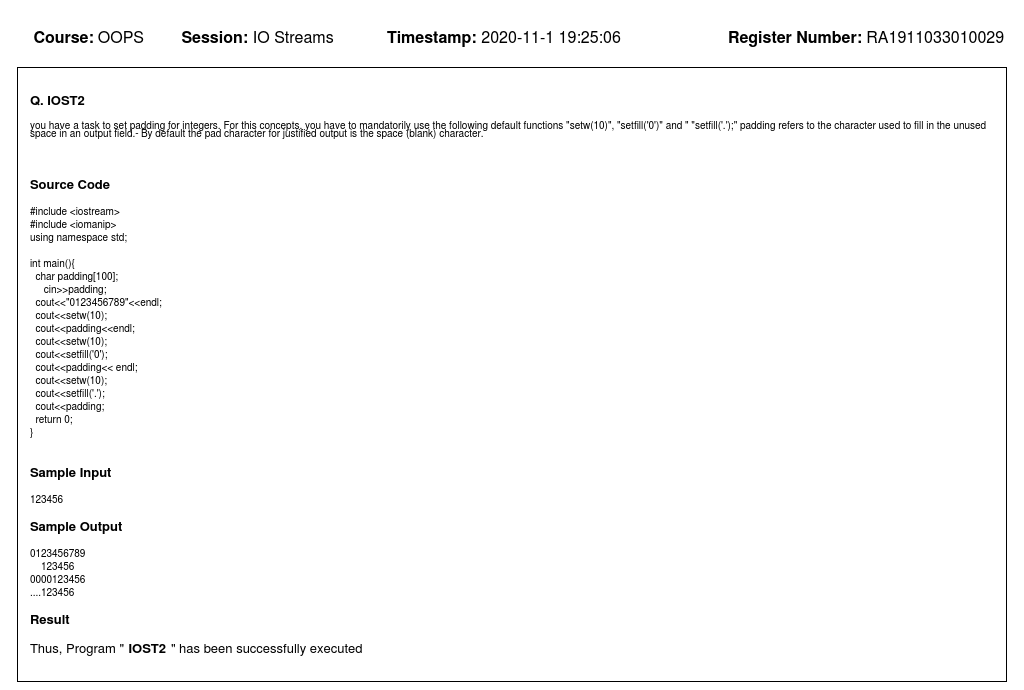 Course: OOPS Session: IO Streams Timestamp: 2020-11-1 19:25:06 Register Number: RA1911033010029
Q. IOST2
you have a task to set padding for integers. For this concepts, you have to mandatorily use the following default functions "setw(10)", "setfill('0')" and " "setfill('.');" padding refers to the character used to fill in the unused
space in an output field.- By default the pad character for justified output is the space (blank) character.
Source Code
#include <iostream>
#include <iomanip>
using namespace std;
int main(){
  char padding[100];
     cin>>padding;
  cout<<"0123456789"<<endl;
  cout<<setw(10);
  cout<<padding<<endl;
  cout<<setw(10);
  cout<<setfill('0');
  cout<<padding<< endl;
  cout<<setw(10);
  cout<<setfill('.');
  cout<<padding;
  return 0;
}
Sample Input
123456
Sample Output
0123456789
    123456
0000123456
....123456
Result
Thus, Program " IOST2 " has been successfully executed